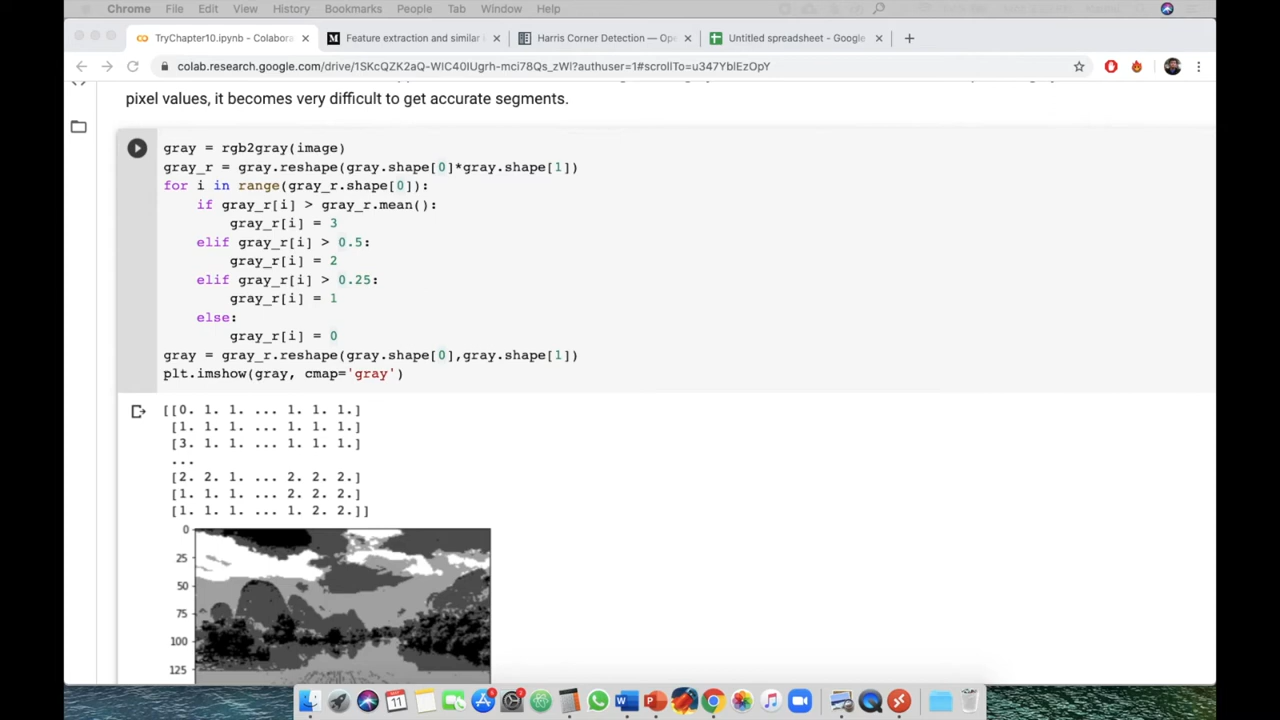 Chrome File Edit View History Bookmarks People Tab Window Help
TryChapter10.ipynb - Colabora
Feature extraction and similar i
Harris Corner Detection — Ope
Untitled spreadsheet - Google
colab.research.google.com/drive/1SKcQZK2aQ-WIC40IUgrh-mci78Qs_zWi?authuser=1#scrollTo=u347YblEzOpY
pixel values, it becomes very difficult to get accurate segments.
gray = rgb2gray(image)
gray_r = gray.reshape(gray.shape[0]*gray.shape[1])
for i in range(gray_r.shape[0]):
if gray_r[i] > gray_r.mean():
gray_r[i] = 3
elif gray_r[i] > 0.5:
gray_r[i] = 2
elif gray_r[i] > 0.25:
gray_r[i] = 1
else:
gray_r[i] = 0
gray = gray_r.reshape(gray.shape[0],gray.shape[1])
plt.imshow(gray, cmap='gray')
[[0. 1. 1. ... 1. 1. 1.]
[1. 1. 1. ... 1. 1. 1.]
[3. 1. 1. ... 1. 1. 1.]
...
[2. 2. 1. ... 2. 2. 2.]
[1. 1. 1. ... 2. 2. 2.]
[1. 1. 1. ... 1. 2. 2.]]
0
25
50
75
100
125
11